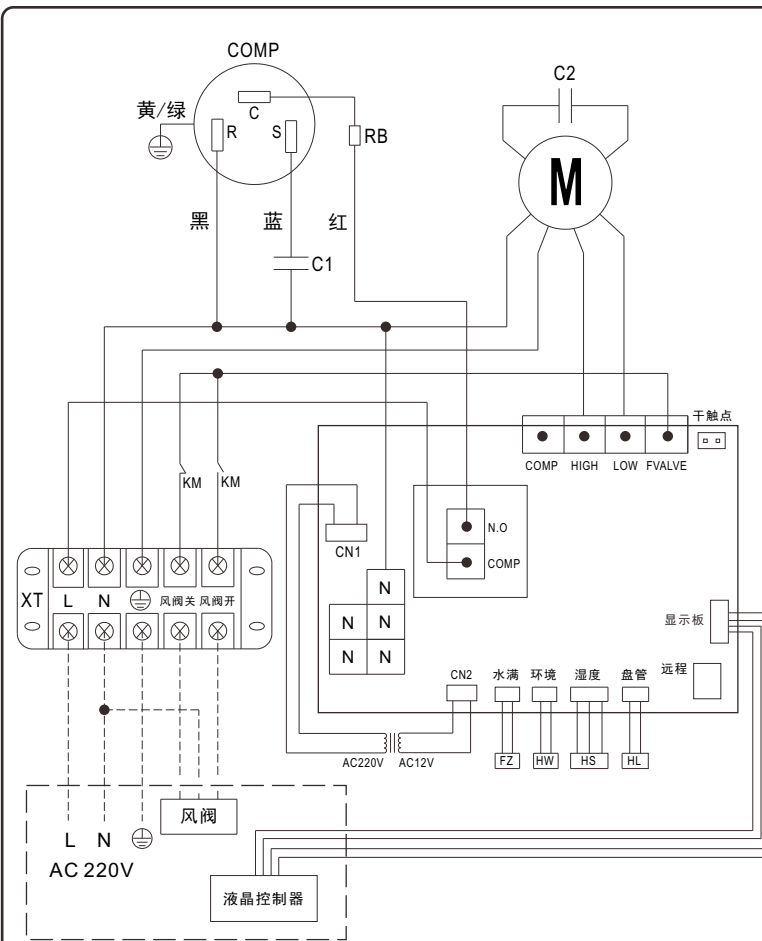 COMP
C2
黄/绿
C
R
S
RB
M
黑
蓝
红
C1
干触点
KM
KM
COMP
HIGH
LOW
FVALVE
N.O
CN1
COMP
XT
L
N
风阀关
风阀开
N
N
N
N
N
显示板
CN2
水满
环境
湿度
盘管
远程
AC220V
AC12V
FZ
HW
HS
HL
风阀
L
N
AC 220V
液晶控制器